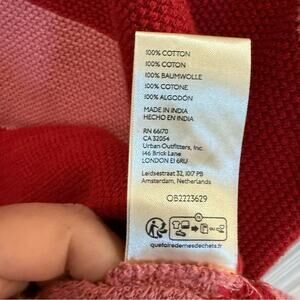 100% COTTON
100% COTON
100% BAUMWOLLE
100% COTONE
100% ALGODÓN
MADE IN INDIA
HECHO EN INDIA
RN 66170
CA 32054
Urban Outfitters, Inc.
146 Brick Lane
LONDON E1 6RU
Leidsestraat 32, 1017 PB
Amsterdam, Netherlands
OB2223629
quefairedemesdechets.fr